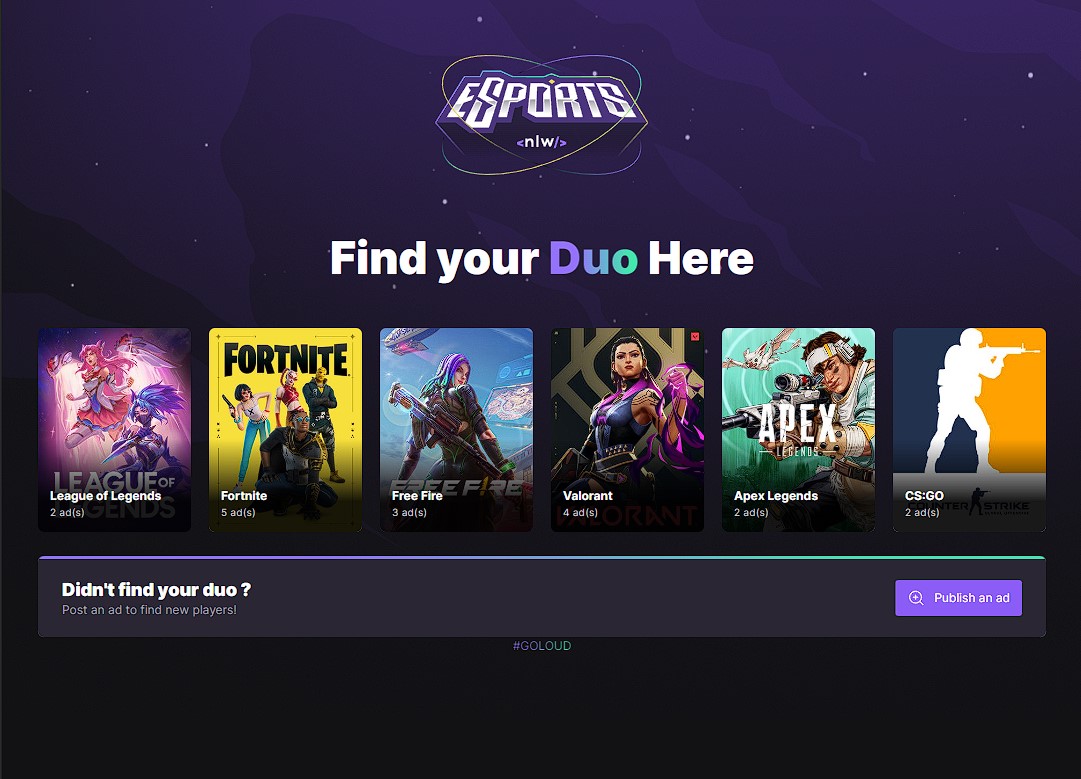 ESPORTS
<nlw/>
Find your Duo Here
LEAGUE OF
LEGENDS
League of Legends
2 ad(s)
FORTNITE
Fortnite
5 ad(s)
FREE FIRE
Free Fire
3 ad(s)
VALORANT
Valorant
4 ad(s)
APEX
LEGENDS
Apex Legends
2 ad(s)
COUNTER STRIKE
CS:GO
2 ad(s)
Didn't find your duo ?
Post an ad to find new players!
Publish an ad
#GOLOUD